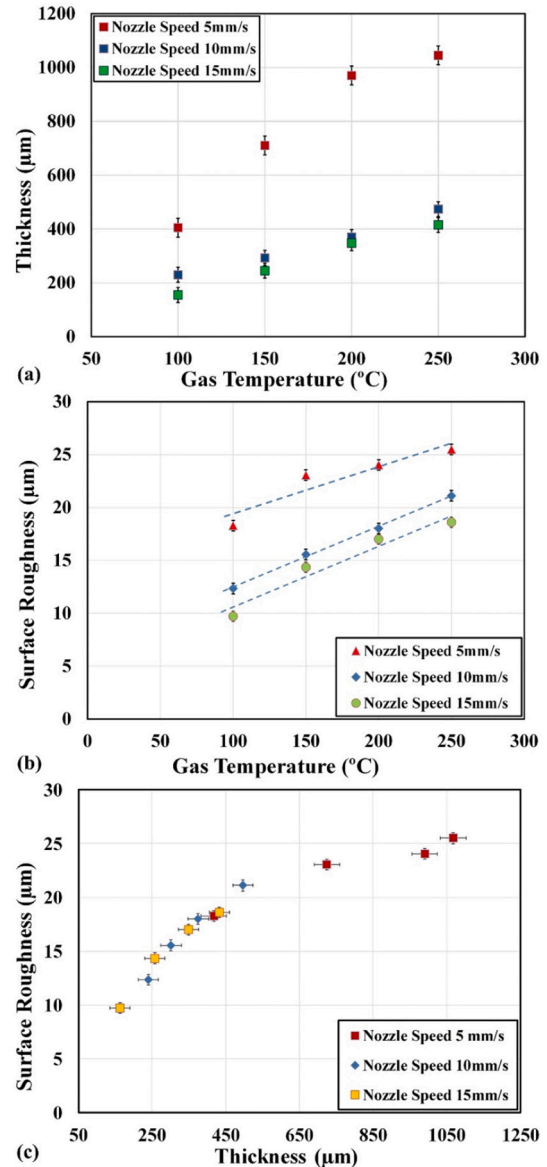 1200
Nozzle Speed 5mm/s
Nozzle Speed 10mm/s
Nozzle Speed 15mm/s
1000
800
600
400
200
0
Thickness (µm)
50 100 150 200 250 300
(a) Gas Temperature (ºC)
30
25
20
15
10
5
0
Surface Roughness (µm)
Nozzle Speed 5mm/s
Nozzle Speed 10mm/s
Nozzle Speed 15mm/s
0 50 100 150 200 250 300
(b) Gas Temperature (ºC)
30
25
20
15
10
5
0
Surface Roughness (µm)
Nozzle Speed 5 mm/s
Nozzle Speed 10mm/s
Nozzle Speed 15mm/s
50 250 450 650 850 1050 1250
(c) Thickness (µm)